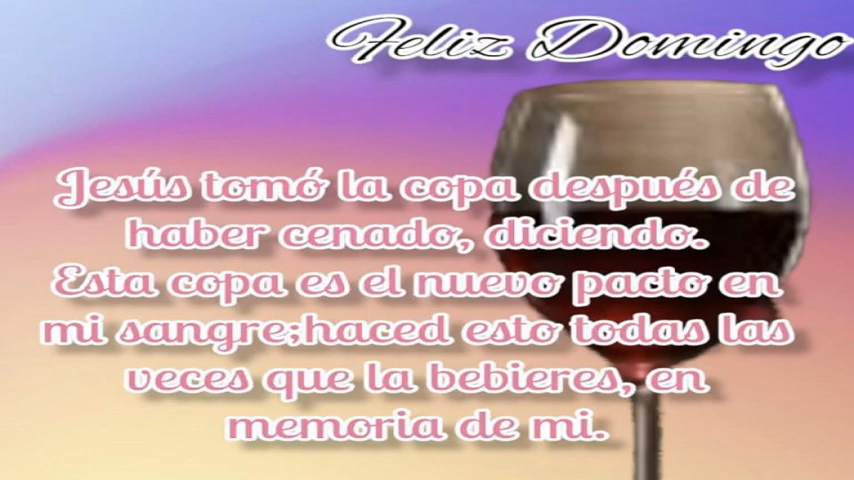 Feliz Domingo
Jesús tomó la copa después de
haber cenado, diciendo.
Esta copa es el nuevo pacto en
mi sangre;haced esto todas las
veces que la bebieres, en
memoria de mi.